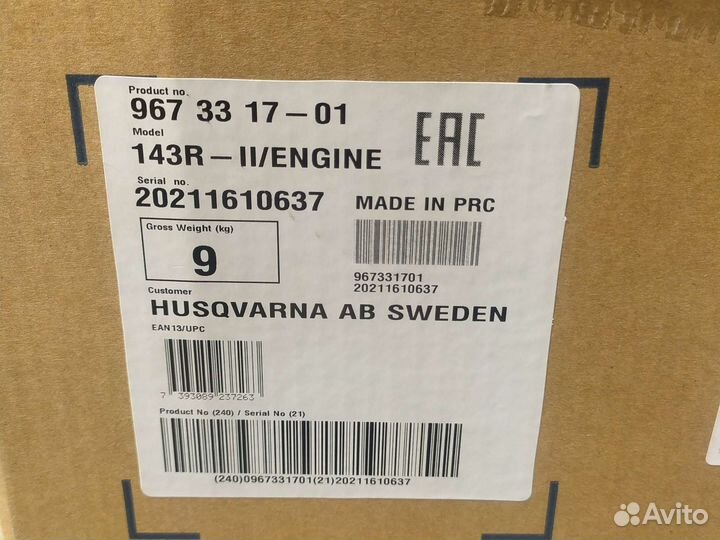 Product no.
967 33 17-01
Model
143R-II/ENGINE
EAC
Serial no.
20211610637
MADE IN PRC
Gross Weight (kg)
9
967331701
20211610637
Customer
HUSQVARNA AB SWEDEN
EAN13/UPC
7 393089 237263
Product No (240) / Serial No (21)
(240)0967331701(21)20211610637
Avito